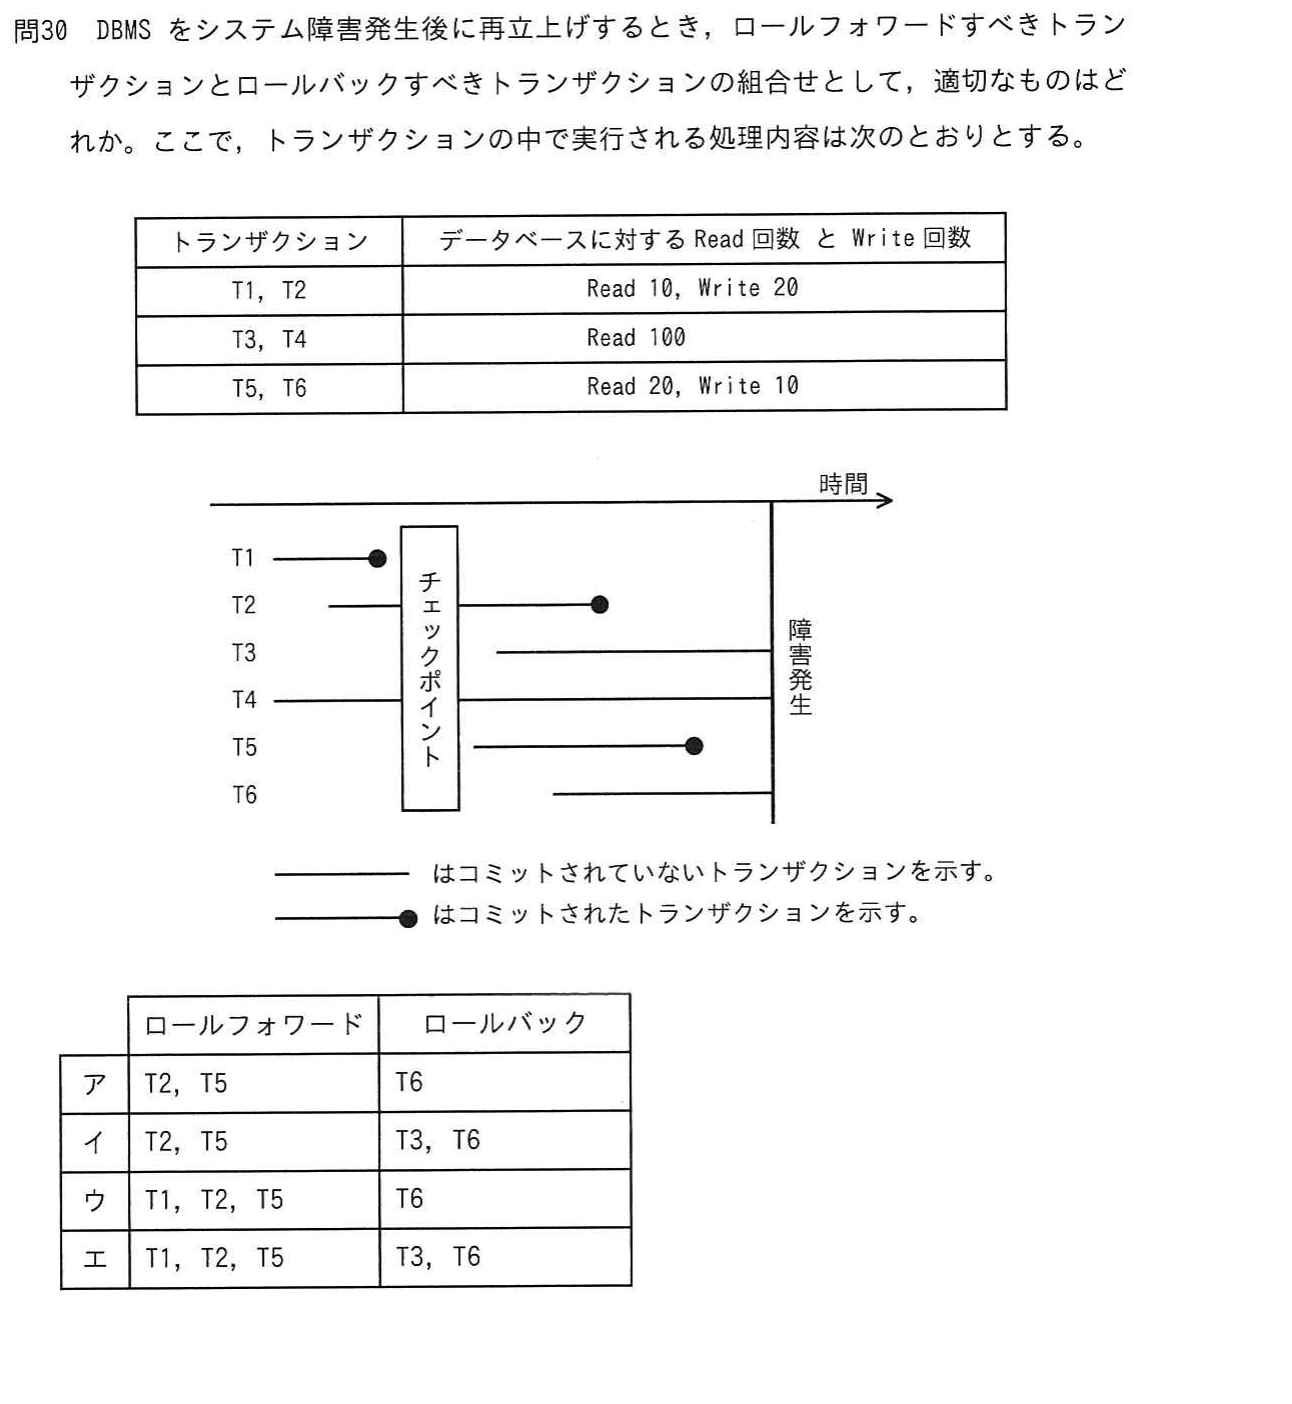 問30 DBMS をシステム障害発生後に再立上げするとき，ロールフォワードすべきトラン
ザクションとロールバックすべきトランザクションの組合せとして，適切なものはど
れか。ここで，トランザクションの中で実行される処理内容は次のとおりとする。
トランザクション データベースに対する Read 回数 と Write 回数
T1, T2 Read 10, Write 20
T3, T4 Read 100
T5, T6 Read 20, Write 10
時間
T1
T2
T3
T4
T5
T6
チェックポイント
障害発生
はコミットされていないトランザクションを示す。
はコミットされたトランザクションを示す。
ロールフォワード ロールバック
ア T2, T5 T6
イ T2, T5 T3, T6
ウ T1, T2, T5 T6
エ T1, T2, T5 T3, T6